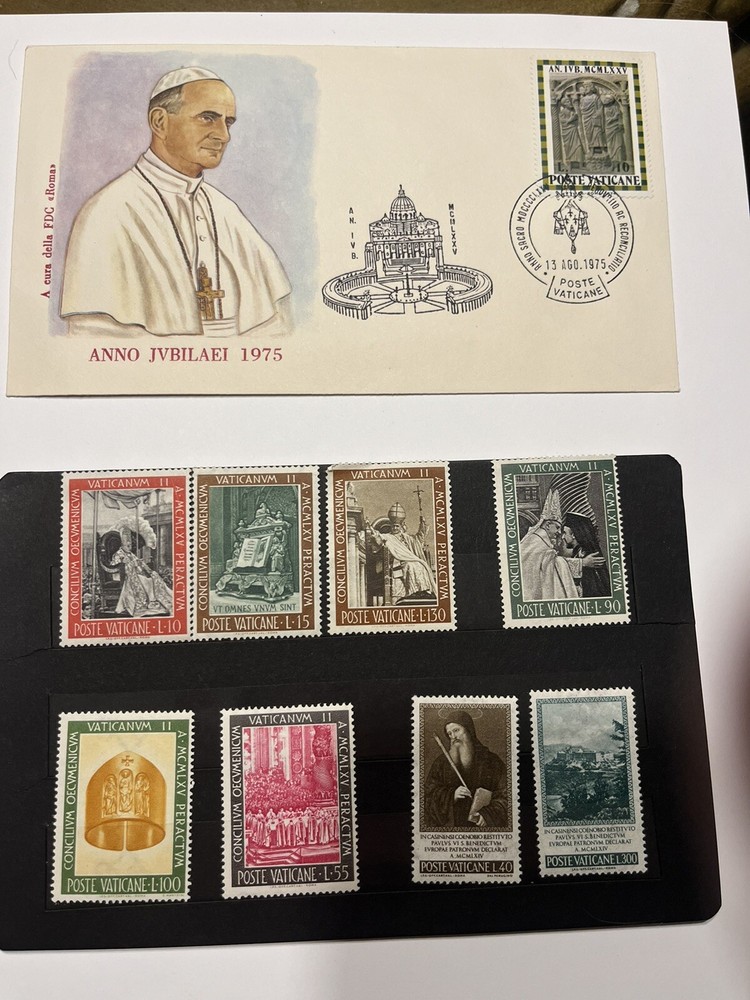 A cura della FDC «Roma»
ANNO JVBILAEI 1975
AN. IVB.
MCMLXXV
AN. IVB. MCMLXXV
L 10
POSTE VATICANE
AC RECONCILIATIO
ANNO SACRO
13 AGO. 1975
POSTE
VATICANE
CONCILIVM OECVMENICVM
VATICANVM II
A·MCMLXV PERACTVM
POSTE VATICANE·L·10
CONCILIVM OECVMENICVM
VATICANVM II
A·MCMLXV PERACTVM
VT OMNES VNVM SINT
POSTE VATICANE·L·15
CONCILIVM OECVMENICVM
VATICANVM II
A·MCMLXV PERACTVM
POSTE VATICANE·L·130
CONCILIVM OECVMENICVM
VATICANVM II
A·MCMLXV PERACTVM
POSTE VATICANE·L·90
CONCILIVM OECVMENICVM
VATICANVM II
A·MCMLXV PERACTVM
POSTE VATICANE·L·100
CONCILIVM OECVMENICVM
VATICANVM II
A·MCMLXV PERACTVM
POSTE VATICANE·L·55
IN CASINENSI COENOBIO RESTITVTO
PAVLVS VI S. BENEDICTVM
EVROPAE PATRONVM DECLARAT
A. MCMLXIV
POSTE VATICANE L.40
IN CASINENSI COENOBIO RESTITVTO
PAVLVS VI S. BENEDICTVM
EVROPAE PATRONVM DECLARAT
A. MCMLXIV
POSTE VATICANE L.300